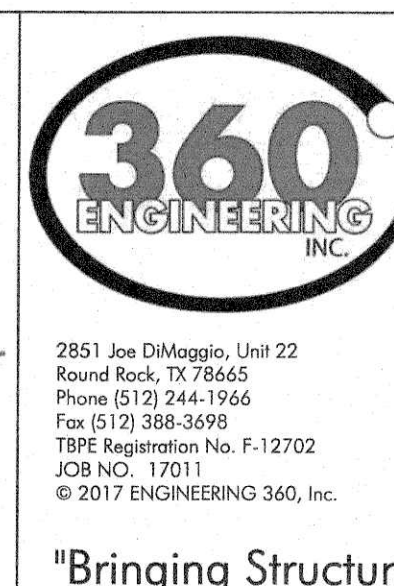 360
ENGINEERING
INC.
2851 Joe DiMaggio, Unit 22
Round Rock, TX 78665
Phone (512) 244-1966
Fax (512) 388-3698
TBPE Registration No. F-12702
JOB NO. 17011
© 2017 ENGINEERING 360, Inc.
"Bringing Structur